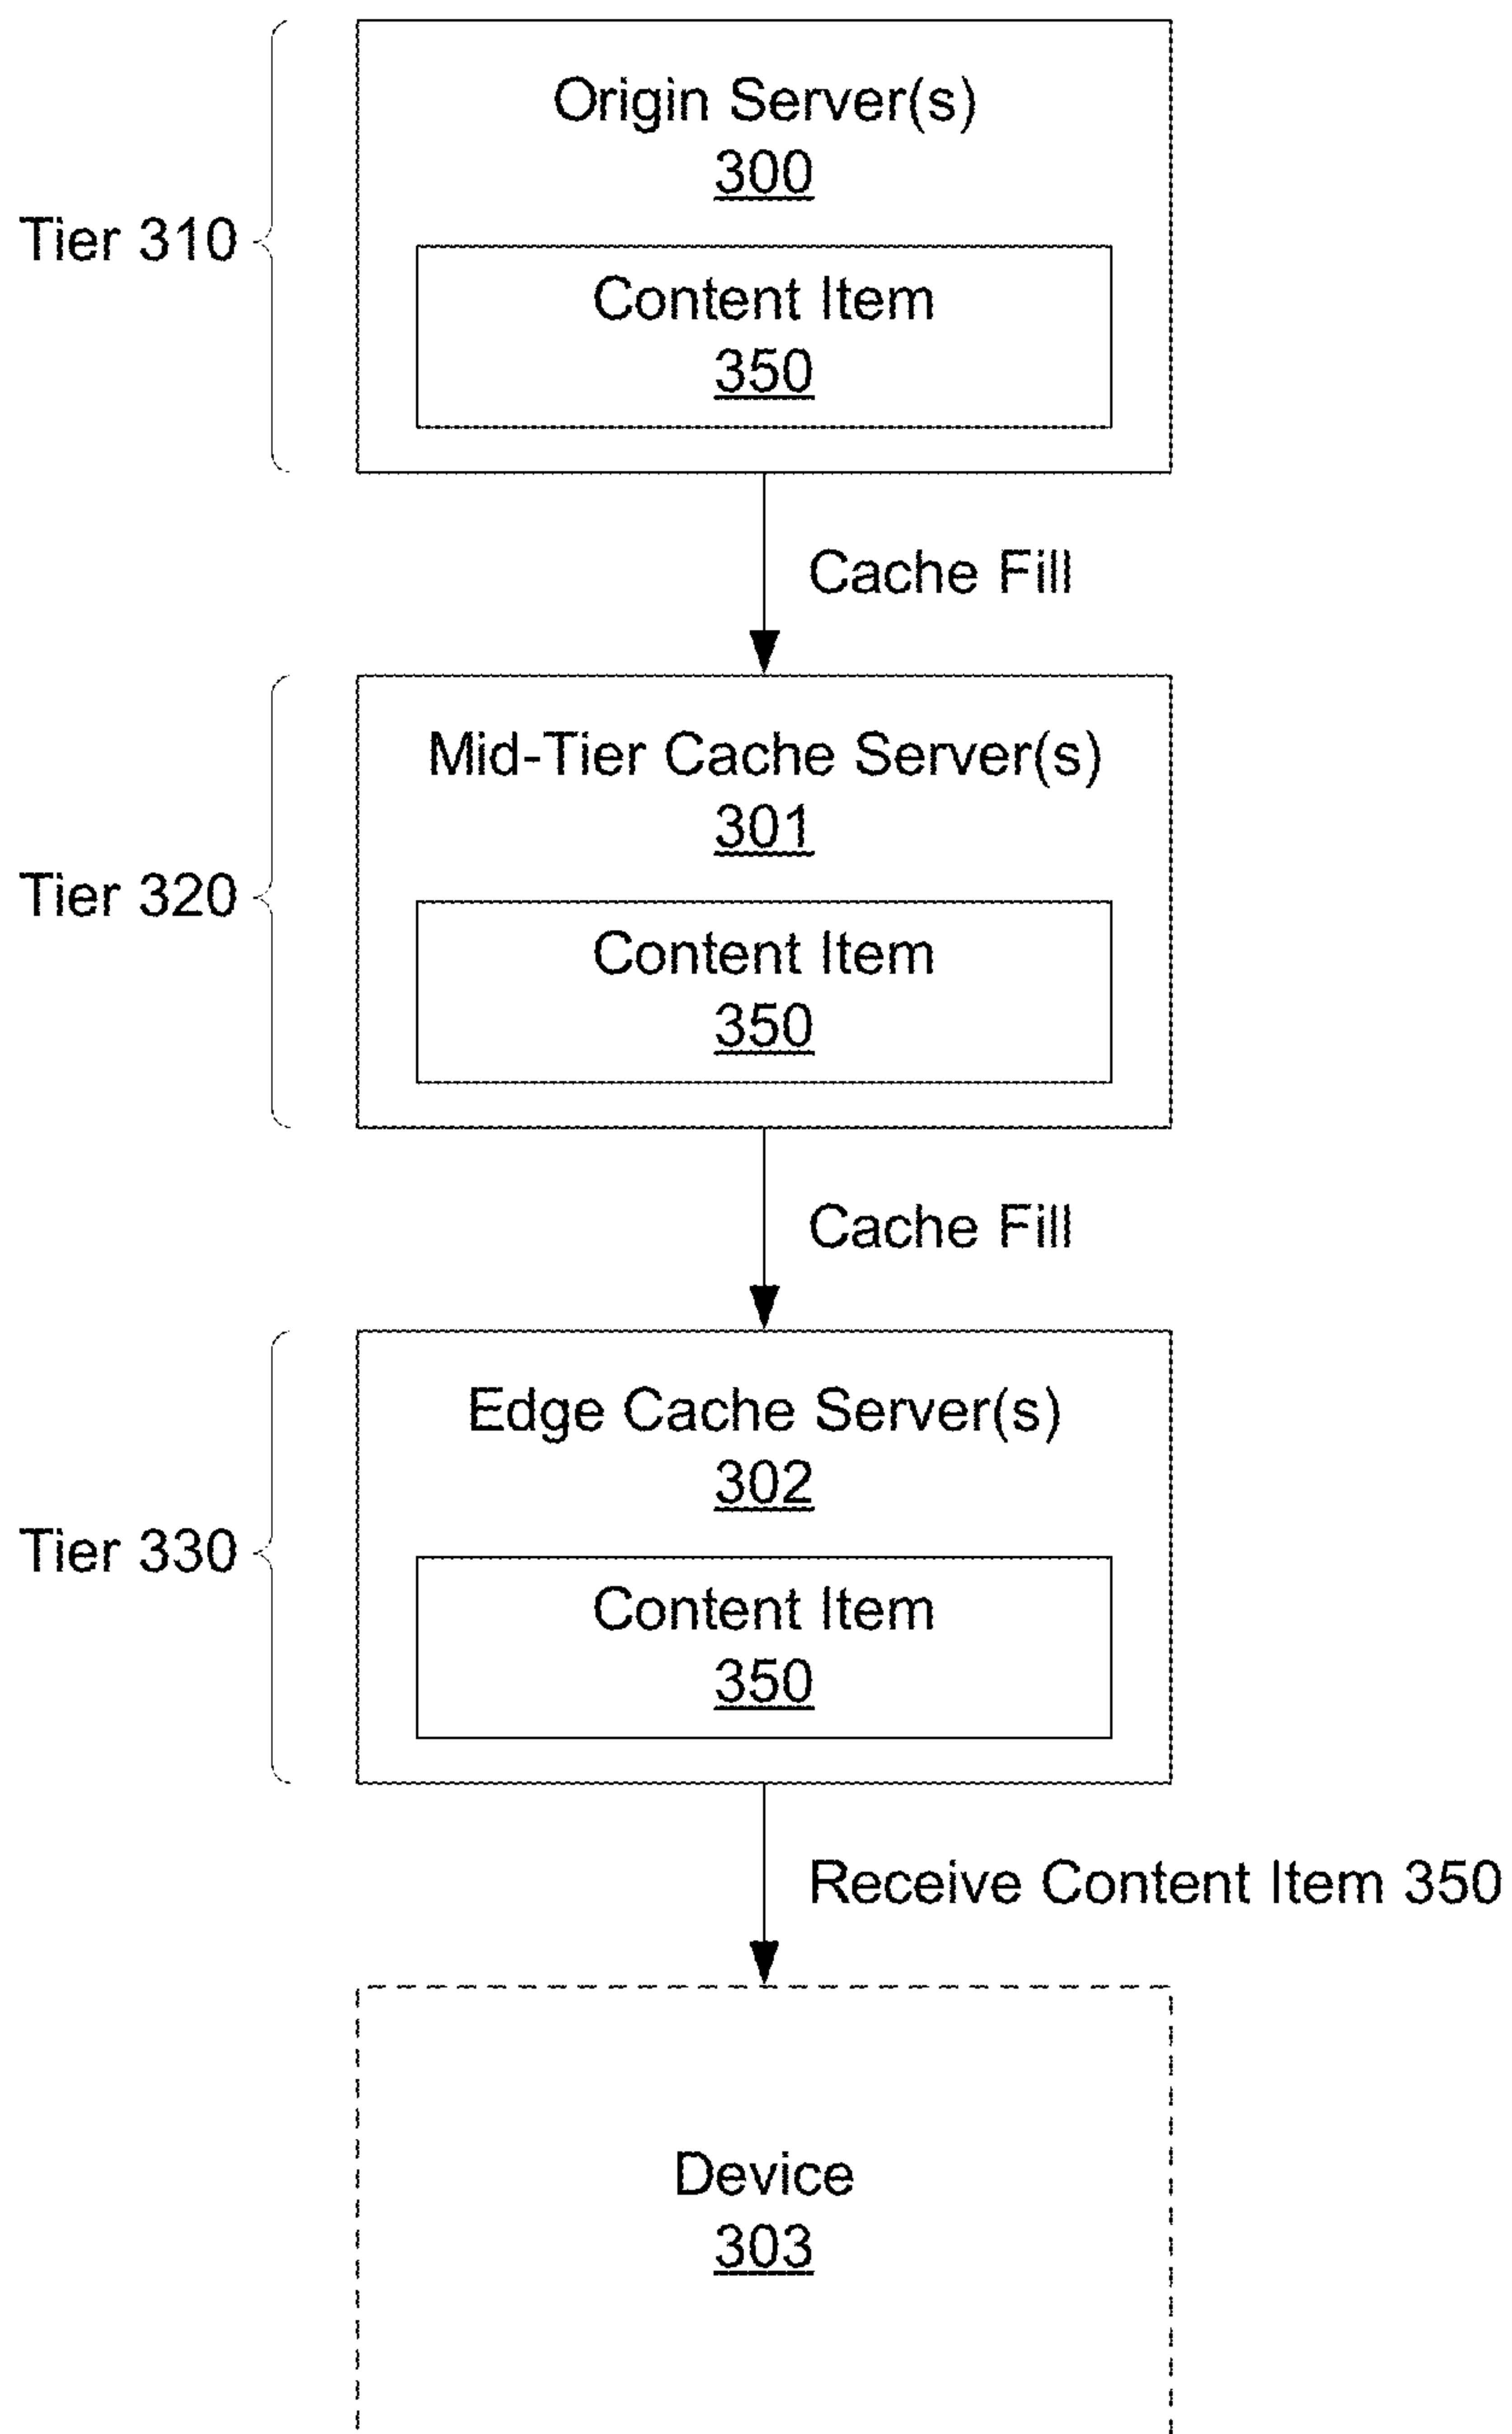 Origin Server(s)
300
Tier 310
Content Item
350
Cache Fill
Mid-Tier Cache Server(s)
301
Tier 320
Content Item
350
Cache Fill
Edge Cache Server(s)
302
Tier 330
Content Item
350
Receive Content Item 350
Device
303